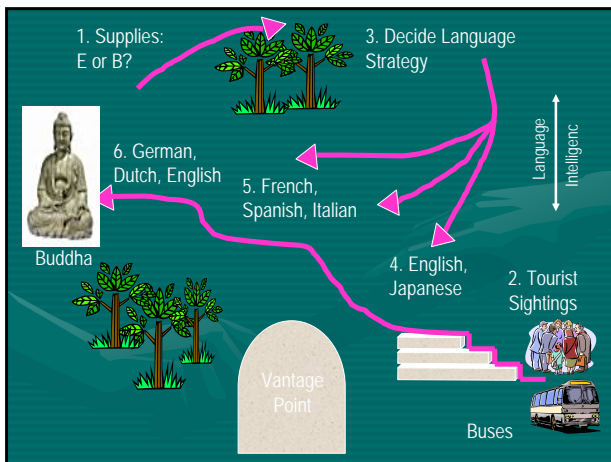 1. Supplies:
E or B?
3. Decide Language
Strategy
6. German,
Dutch, English
5. French,
Spanish, Italian
Language
Intelligenc
Buddha
4. English,
Japanese
2. Tourist
Sightings
Vantage
Point
Buses